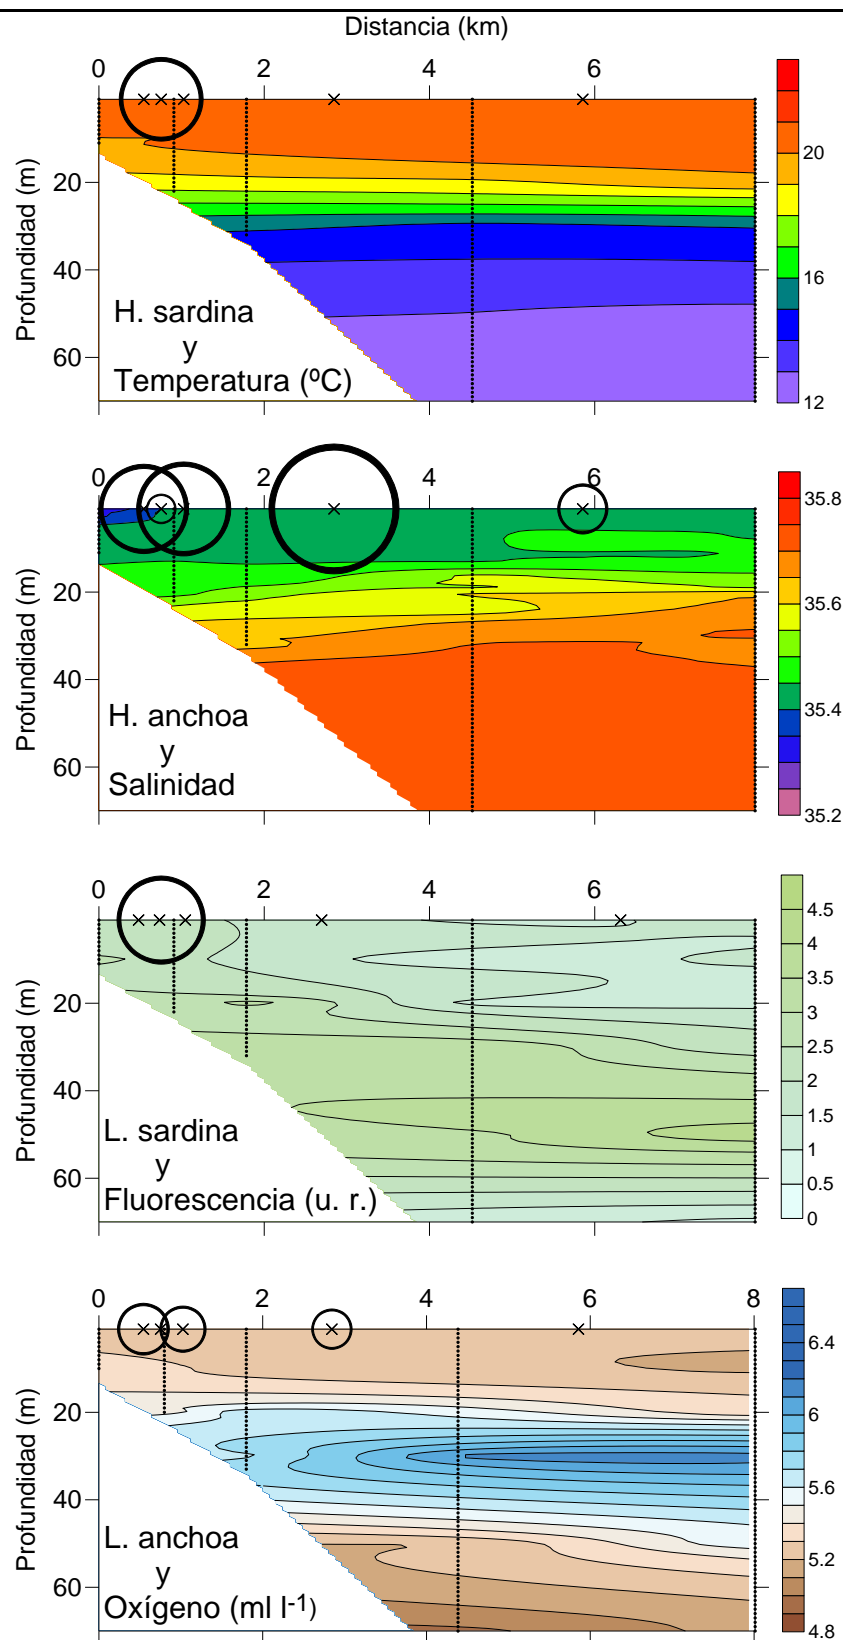 Distancia (km)
0 2 4 6
Profundidad (m)
20
40
60
H. sardina
y
Temperatura (ºC)
20
16
12
0 2 4 6
Profundidad (m)
20
40
60
H. anchoa
y
Salinidad
35.8
35.6
35.4
35.2
0 2 4 6
Profundidad (m)
20
40
60
L. sardina
y
Fluorescencia (u. r.)
4.5
4
3.5
3
2.5
2
1.5
1
0.5
0
0 2 4 6 8
Profundidad (m)
20
40
60
L. anchoa
y
Oxígeno (ml l-1)
6.4
6
5.6
5.2
4.8